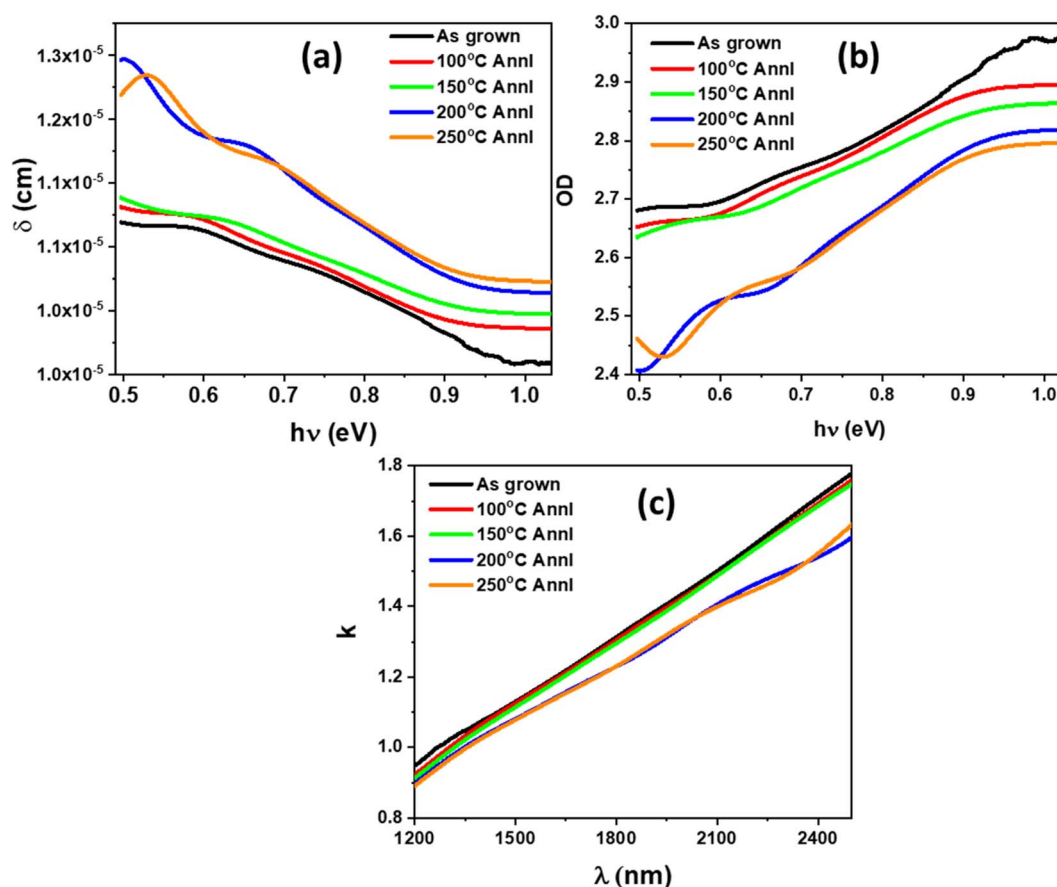 (a)
As grown
100°C Annl
150°C Annl
200°C Annl
250°C Annl
1.3x10⁻⁵
1.2x10⁻⁵
1.1x10⁻⁵
1.1x10⁻⁵
1.0x10⁻⁵
1.0x10⁻⁵
δ (cm)
0.5 0.6 0.7 0.8 0.9 1.0
hν (eV)
(b)
As grown
100°C Annl
150°C Annl
200°C Annl
250°C Annl
3.0
2.9
2.8
2.7
2.6
2.5
2.4
OD
0.5 0.6 0.7 0.8 0.9 1.0
hν (eV)
(c)
As grown
100°C Annl
150°C Annl
200°C Annl
250°C Annl
1.8
1.6
1.4
1.2
1.0
0.8
k
1200 1500 1800 2100 2400
λ (nm)